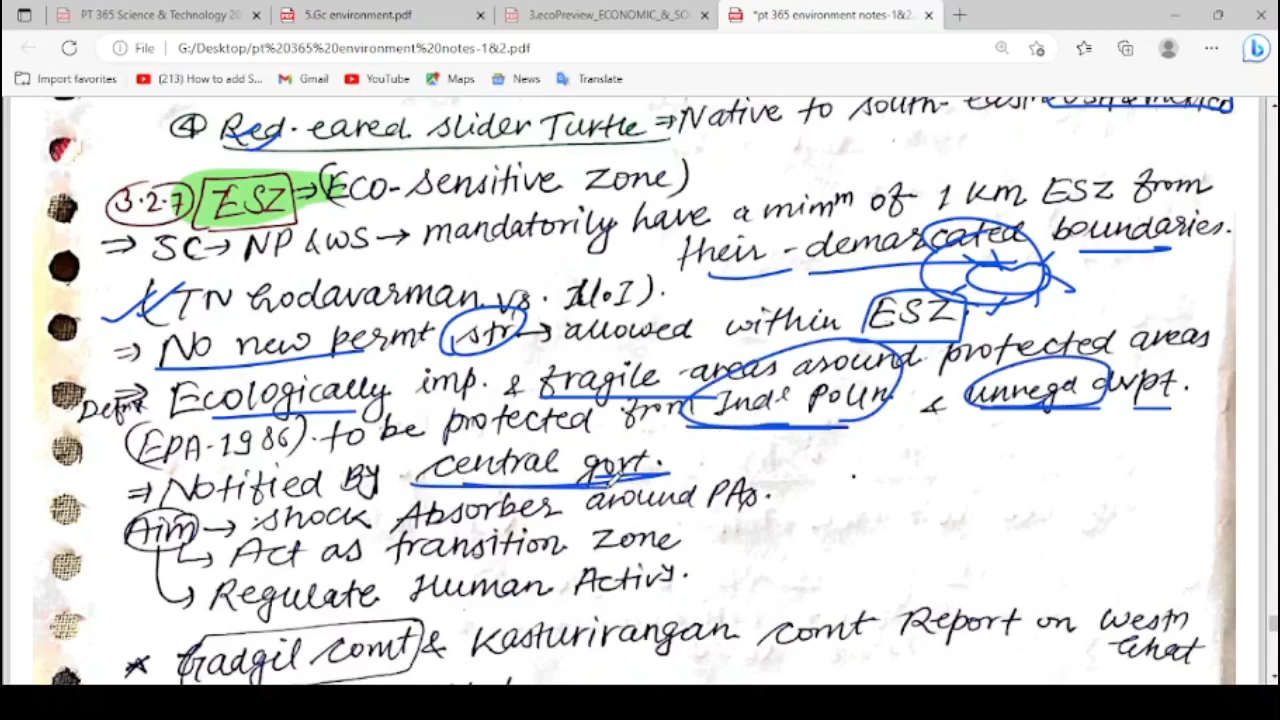 PT 365 Science & Technology 20
5.Gc environment.pdf
3.ecoPreview_ECONOMIC_&_SO
*pt 365 environment notes-1&2.
File
G:/Desktop/pt%20365%20environment%20notes-1&2.pdf
Import favorites
(213) How to add S...
Gmail
YouTube
Maps
News
Translate
④ Red-eared slider Turtle ⇒ Native to south-east
3.2.7 ESZ ⇒ (Eco-sensitive zone)
⇒ SC → NP & WS → mandatorily have a minm of 1 KM ESZ from
their demarcated boundaries.
(TN Godavarman vs. U.O.I).
⇒ No new permt str → allowed within ESZ.
Defn ⇒ Ecologically imp. & fragile areas around protected areas
(EPA-1986). to be protected from Indl Polln & unregd dvpt.
⇒ Notified By central govt.
Aim → shock Absorber around PAs.
↳ Act as transition zone
↳ Regulate Human Activy.
* Gadgil comt & Kasturirangan comt Report on westn
Ghat